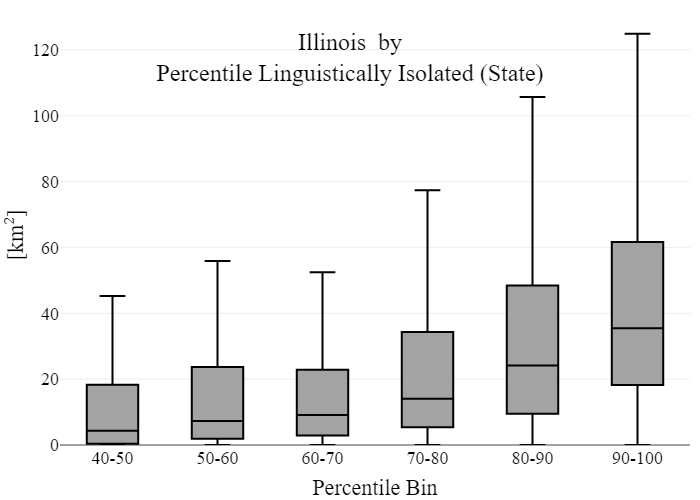 Illinois  by
Percentile Linguistically Isolated (State)
120
100
80
60
40
20
0
[km²]
40-50 50-60 60-70 70-80 80-90 90-100
Percentile Bin